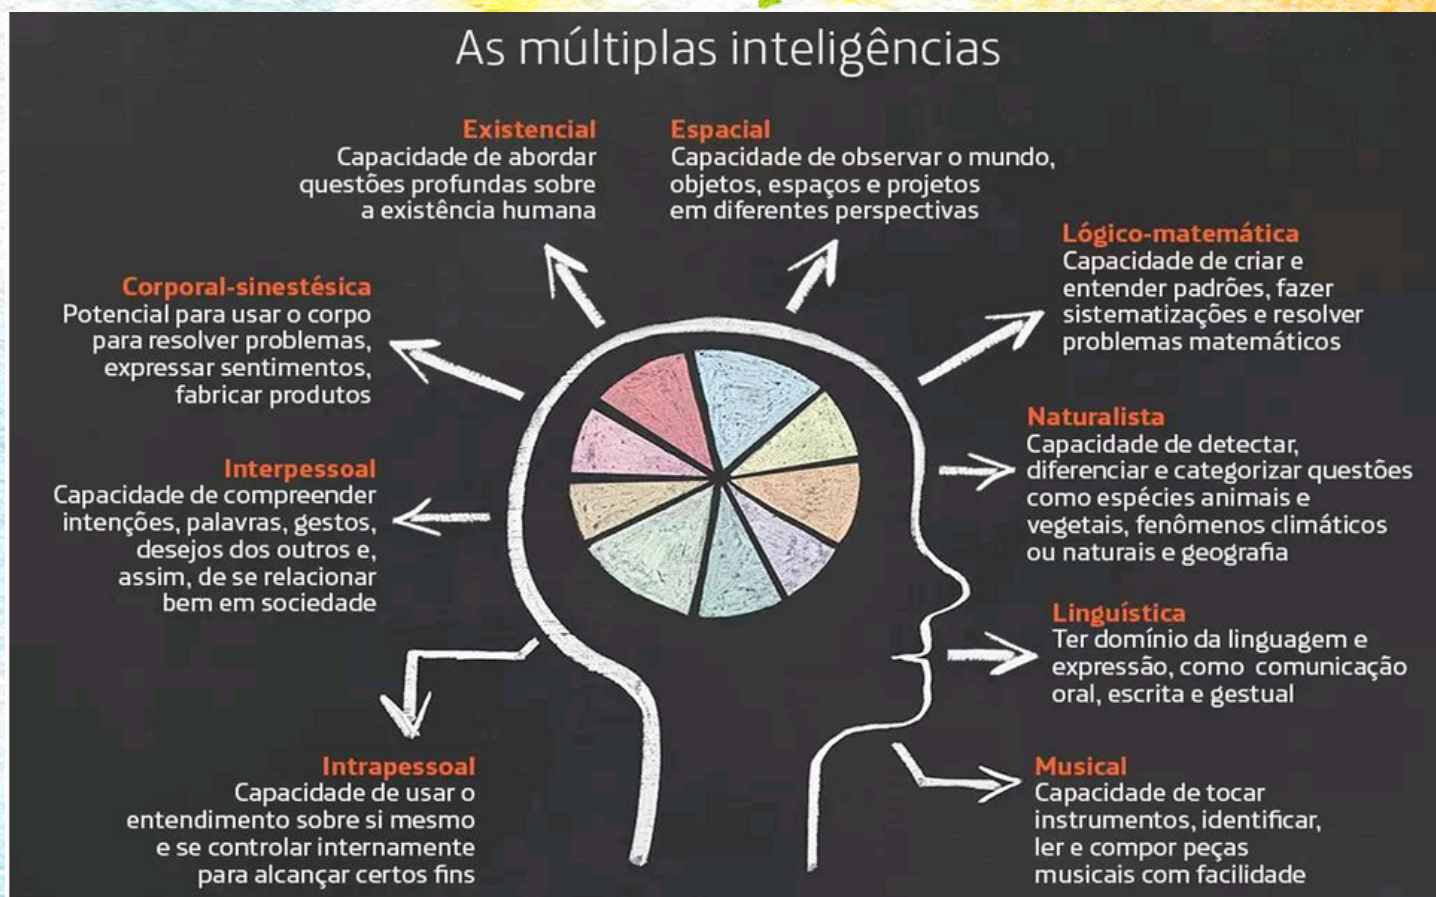 As múltiplas inteligências
Existencial
Capacidade de abordar
questões profundas sobre
a existência humana
Espacial
Capacidade de observar o mundo,
objetos, espaços e projetos
em diferentes perspectivas
Lógico-matemática
Capacidade de criar e
entender padrões, fazer
sistematizações e resolver
problemas matemáticos
Corporal-sinestésica
Potencial para usar o corpo
para resolver problemas,
expressar sentimentos,
fabricar produtos
Naturalista
Capacidade de detectar,
diferenciar e categorizar questões
como espécies animais e
vegetais, fenômenos climáticos
ou naturais e geografia
Interpessoal
Capacidade de compreender
intenções, palavras, gestos,
desejos dos outros e,
assim, de se relacionar
bem em sociedade
Linguística
Ter domínio da linguagem e
expressão, como comunicação
oral, escrita e gestual
Intrapessoal
Capacidade de usar o
entendimento sobre si mesmo
e se controlar internamente
para alcançar certos fins
Musical
Capacidade de tocar
instrumentos, identificar,
ler e compor peças
musicais com facilidade